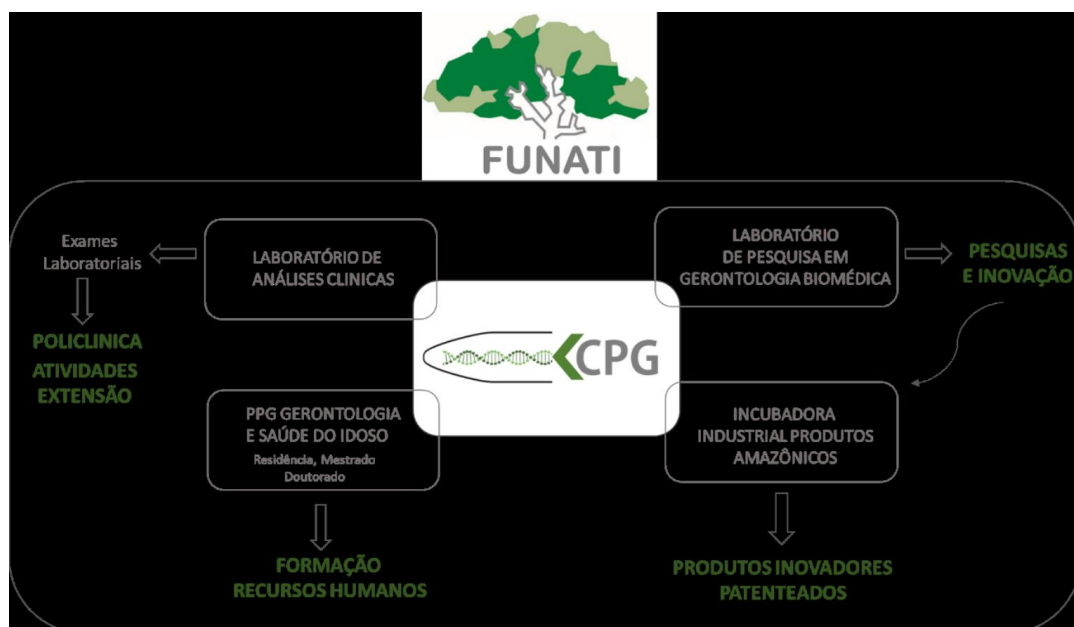 FUNATI
Exames
Laboratoriais
LABORATÓRIO DE
ANÁLISES CLINICAS
LABORATÓRIO
DE PESQUISA EM
GERONTOLOGIA BIOMÉDICA
PESQUISAS
E INOVAÇÃO
POLICLINICA
ATIVIDADES
EXTENSÃO
CPG
PPG GERONTOLOGIA
E SAÚDE DO IDOSO
Residência, Mestrado
Doutorado
INCUBADORA
INDUSTRIAL PRODUTOS
AMAZÔNICOS
FORMAÇÃO
RECURSOS HUMANOS
PRODUTOS INOVADORES
PATENTEADOS